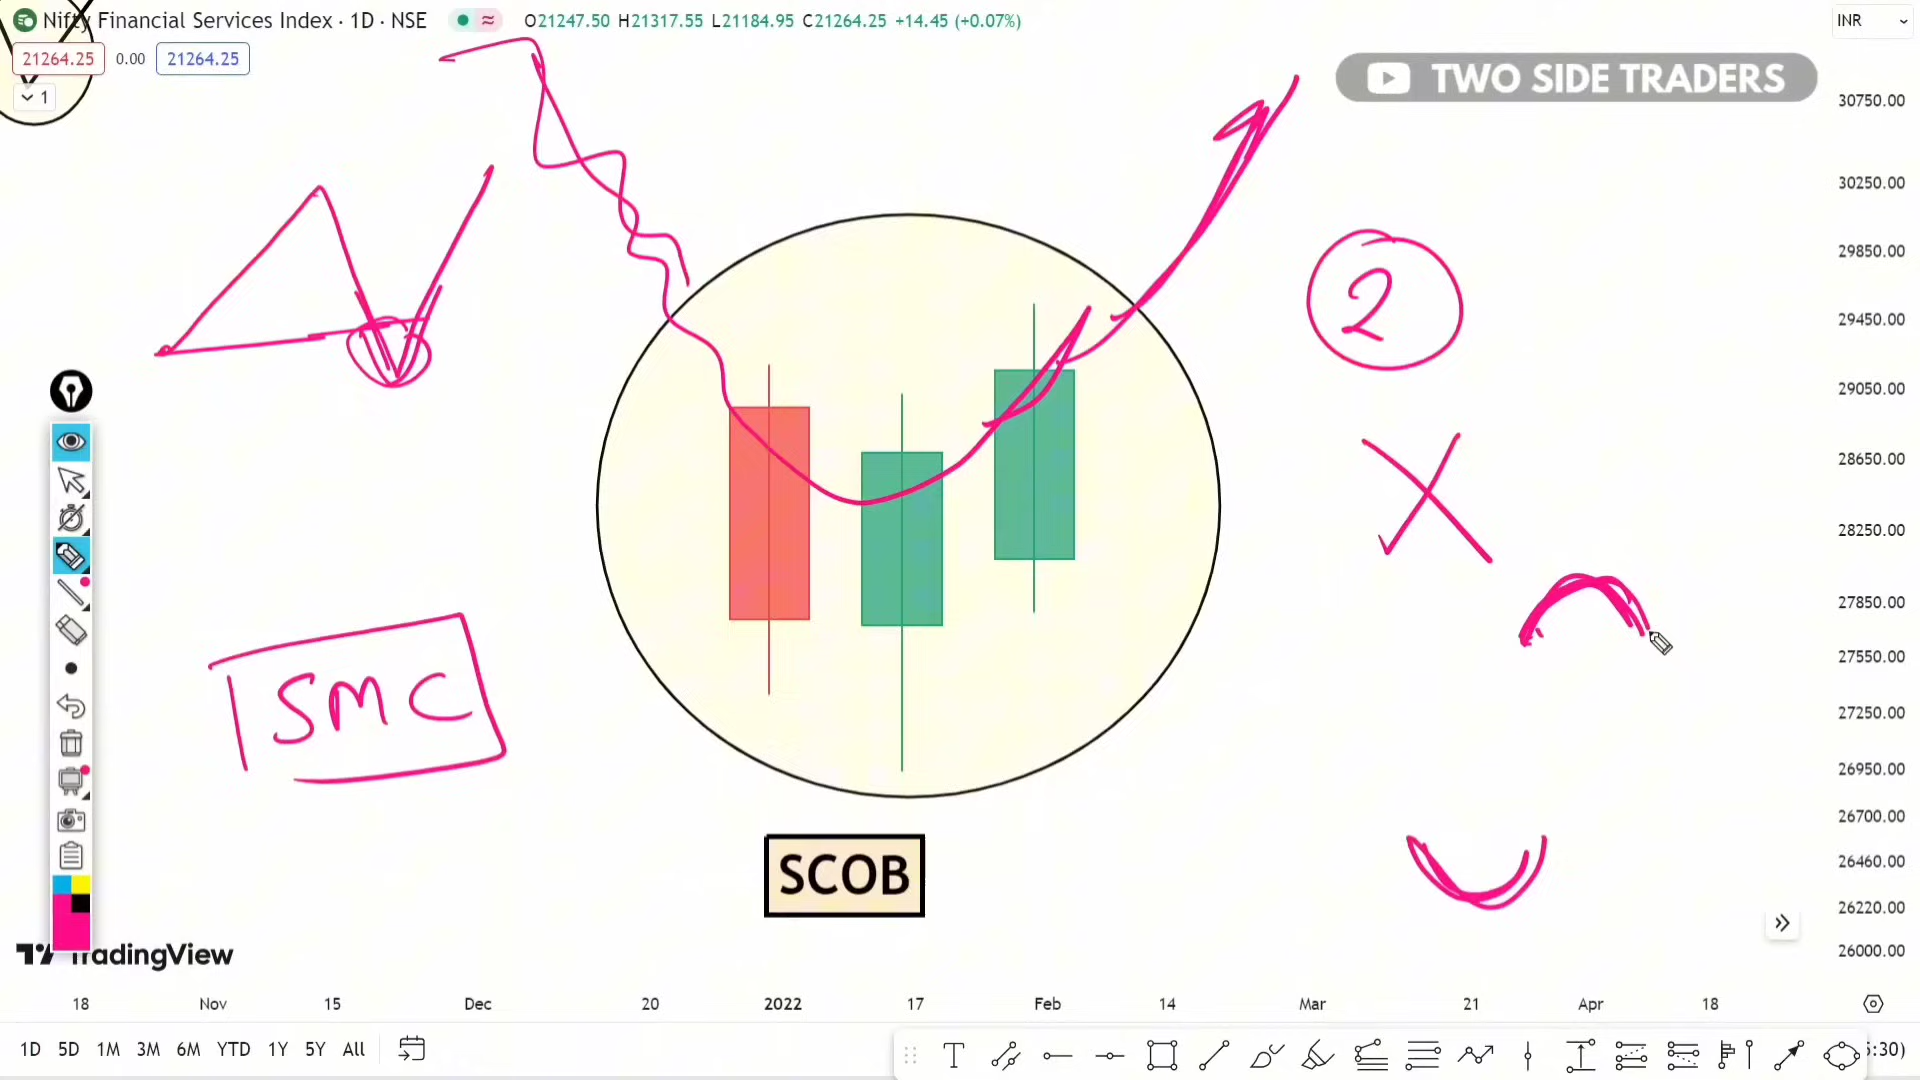 Nifty Financial Services Index · 1D · NSE
O21247.50 H21317.55 L21184.95 C21264.25 +14.45 (+0.07%)
INR
21264.25 0.00 21264.25
1
TWO SIDE TRADERS
30750.00
30250.00
29850.00
29450.00
29050.00
28650.00
28250.00
27850.00
27550.00
27250.00
26950.00
26700.00
26460.00
26220.00
26000.00
2
SMC
SCOB
TradingView
18 Nov 15 Dec 20 2022 17 Feb 14 Mar 21 Apr 18
1D 5D 1M 3M 6M YTD 1Y 5Y All
5:30)